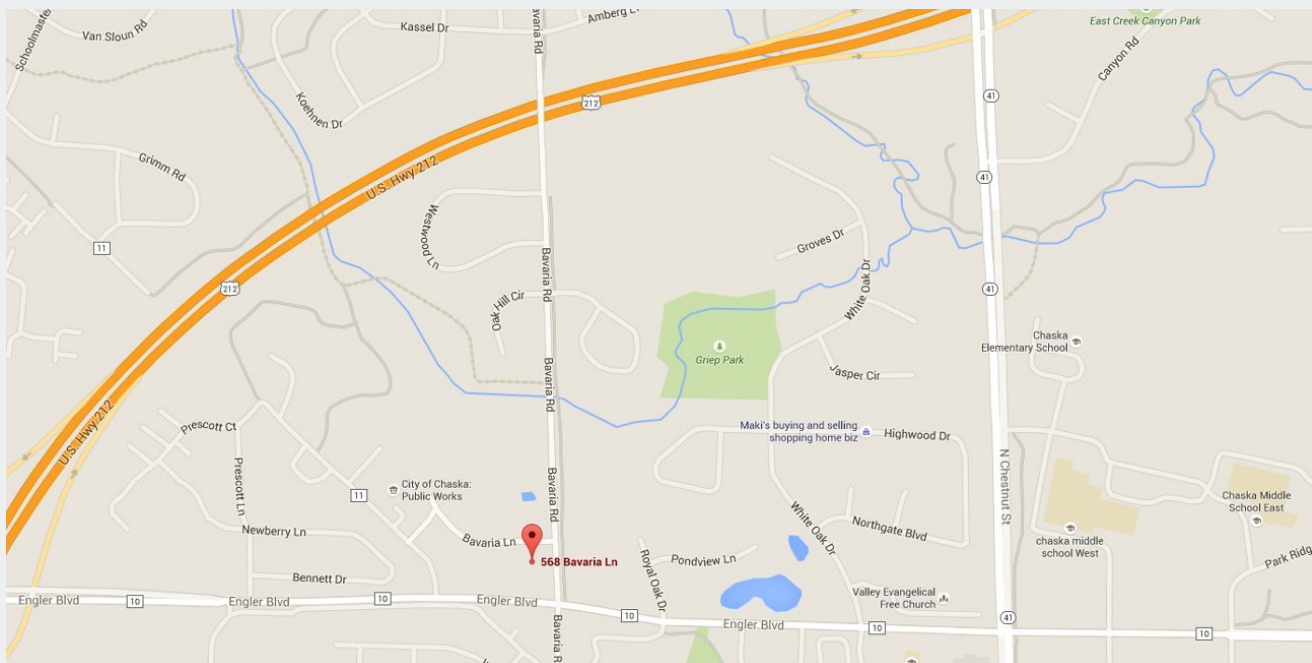 East Creek Canyon Park
Amberg
Kassel Dr
Van Sloun Rd
Schoolmaster
Bavaria Rd
Canyon Rd
Koehnen Dr
212
41
U.S. Hwy 212
Grimm Rd
41
Westwood Ln
11
Groves Dr
Bavaria Rd
212
41
White Oak Dr
Oak Hill Cir
Chaska
Elementary School
Griep Park
Jasper Cir
Bavaria Rd
U.S. Hwy 212
Prescott Ct
Maki's buying and selling
shopping home biz
Highwood Dr
N Chestnut St
Prescott Ln
City of Chaska:
Public Works
11
Bavaria Rd
Chaska Middle
School East
White Oak Dr
Northgate Blvd
Newberry Ln
Bavaria Ln
chaska middle
school West
568 Bavaria Ln
Royal Oak Dr
Pondview Ln
Park Ridg
Bennett Dr
Valley Evangelical
Free Church
Engler Blvd
10
Engler Blvd
10
Engler Blvd
10
Engler Blvd
10
41
10
Bavaria R